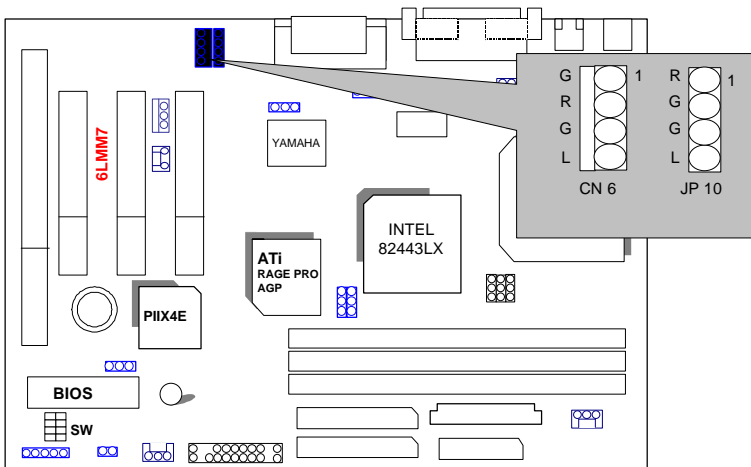 G 1
R
G
L
CN 6
R 1
G
G
L
JP 10
6LMM7
YAMAHA
INTEL
82443LX
ATi
RAGE PRO
AGP
PIIX4E
BIOS
SW